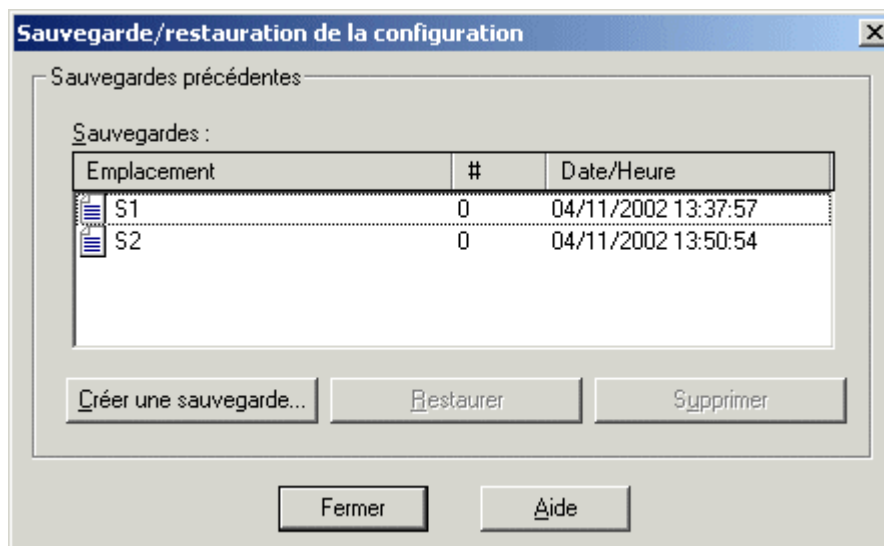 Sauvegarde/restauration de la configuration
Sauvegardes précédentes
Sauvegardes :
Emplacement # Date/Heure
S1 0 04/11/2002 13:37:57
S2 0 04/11/2002 13:50:54
Créer une sauvegarde... Restaurer Supprimer
Fermer Aide